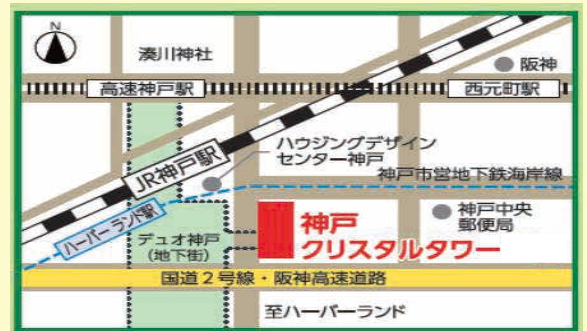 N
湊川神社
阪神
高速神戸駅
西元町駅
ハウジングデザイン
センター神戸
JR神戸駅
神戸市営地下鉄海岸線
ハーバーランド駅
神戸中央
郵便局
神戸
クリスタルタワー
デュオ神戸
(地下街)
国道2号線・阪神高速道路
至ハーバーランド